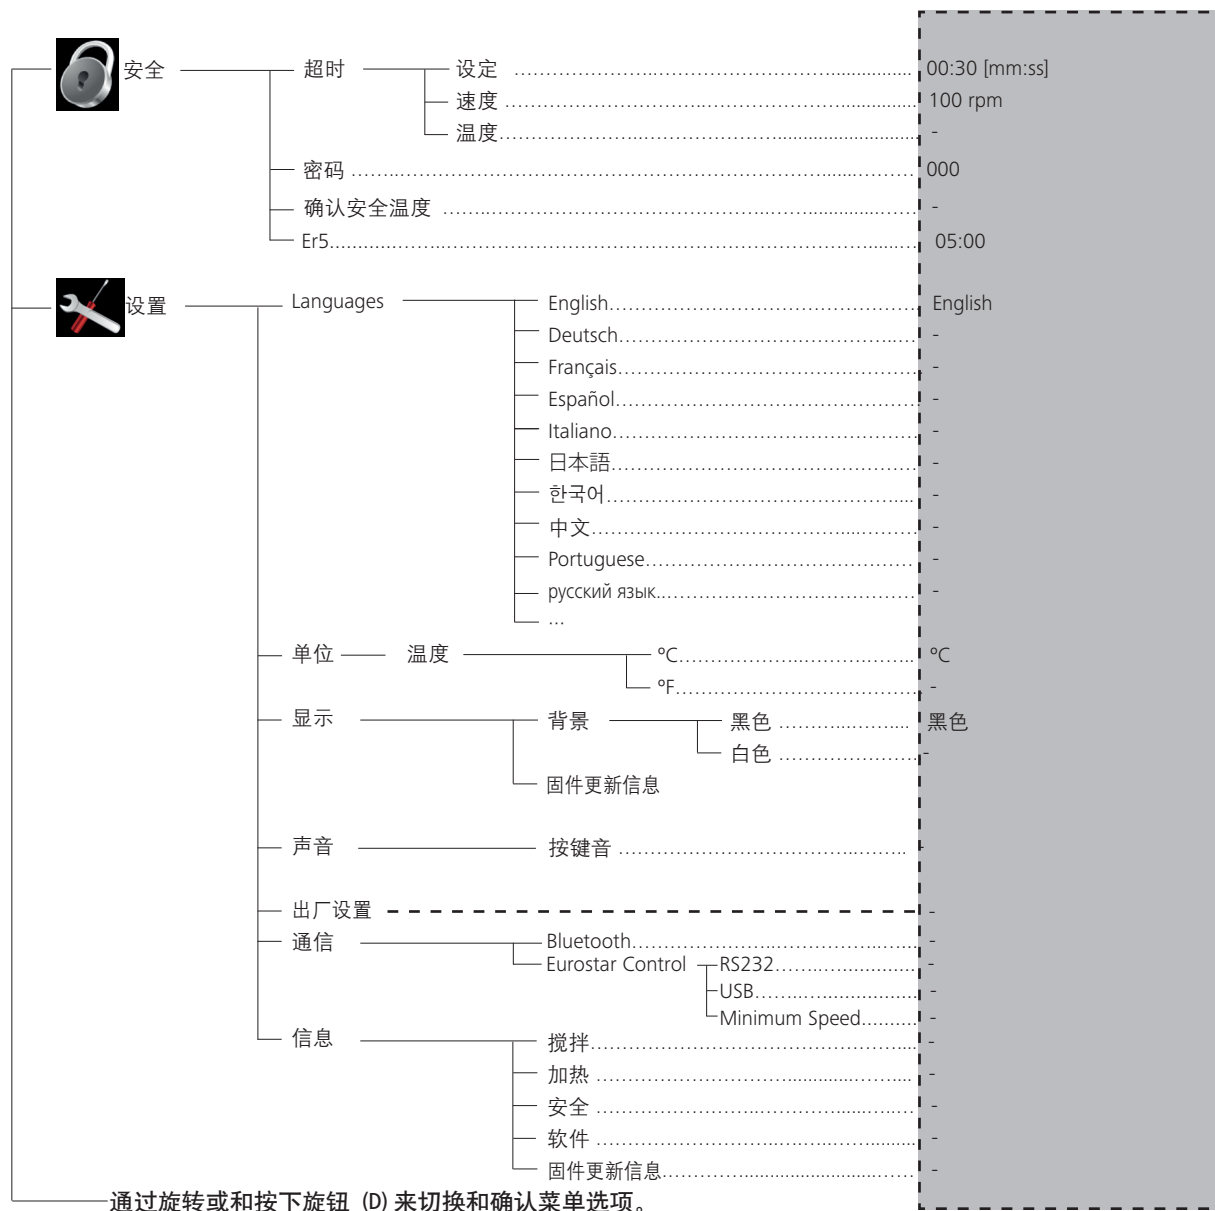 安全 超时 设定 ........ 00:30 [mm:ss]
速度 ........ 100 rpm
温度 ........ -
密码 ........ 000
确认安全温度 ........ -
Er5 ........ 05:00
设置 Languages English ........ English
Deutsch ........ -
Français ........ -
Español ........ -
Italiano ........ -
日本語 ........ -
한국어 ........ -
中文 ........ -
Portuguese ........ -
русский язык ........ -
...
单位 温度 ºC ........ ºC
ºF ........ -
显示 背景 黑色 ........ 黑色
白色 ........ -
固件更新信息
声音 按键音 ........ -
出厂设置 -
通信 Bluetooth ........ -
Eurostar Control RS232 ........ -
USB ........ -
Minimum Speed ........ -
信息 搅拌 ........ -
加热 ........ -
安全 ........ -
软件 ........ -
固件更新信息 ........ -
通过旋转或和按下旋钮 (D) 来切换和确认菜单选项。